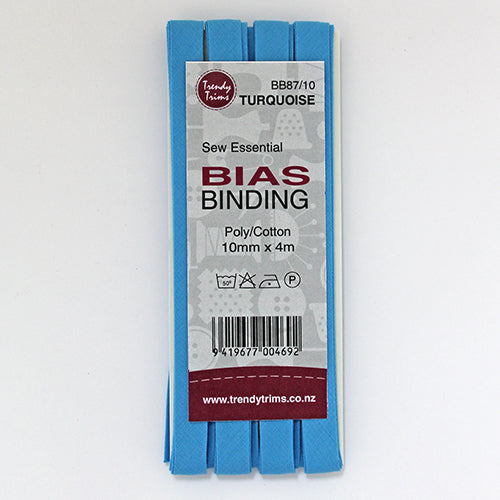 Trendy
Trims
BB87/10
TURQUOISE
Sew Essential
BIAS
BINDING
Poly/Cotton
10mm x 4m
50° P
9 419677 004692
www.trendytrims.co.nz